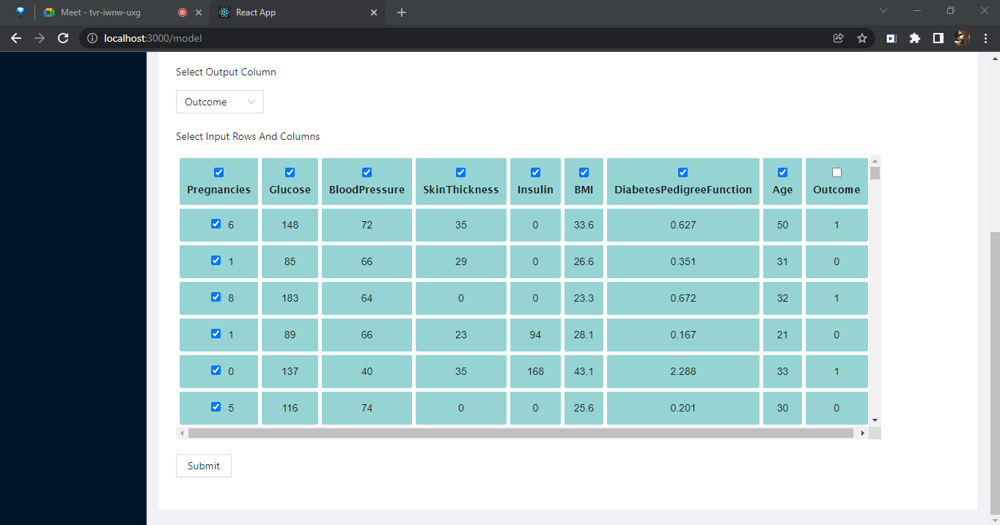 Meet - tvr-iwnw-uxg
React App
localhost:3000/model
Select Output Column
Outcome
Select Input Rows And Columns
Pregnancies Glucose BloodPressure SkinThickness Insulin BMI DiabetesPedigreeFunction Age Outcome
6 148 72 35 0 33.6 0.627 50 1
1 85 66 29 0 26.6 0.351 31 0
8 183 64 0 0 23.3 0.672 32 1
1 89 66 23 94 28.1 0.167 21 0
0 137 40 35 168 43.1 2.288 33 1
5 116 74 0 0 25.6 0.201 30 0
Submit